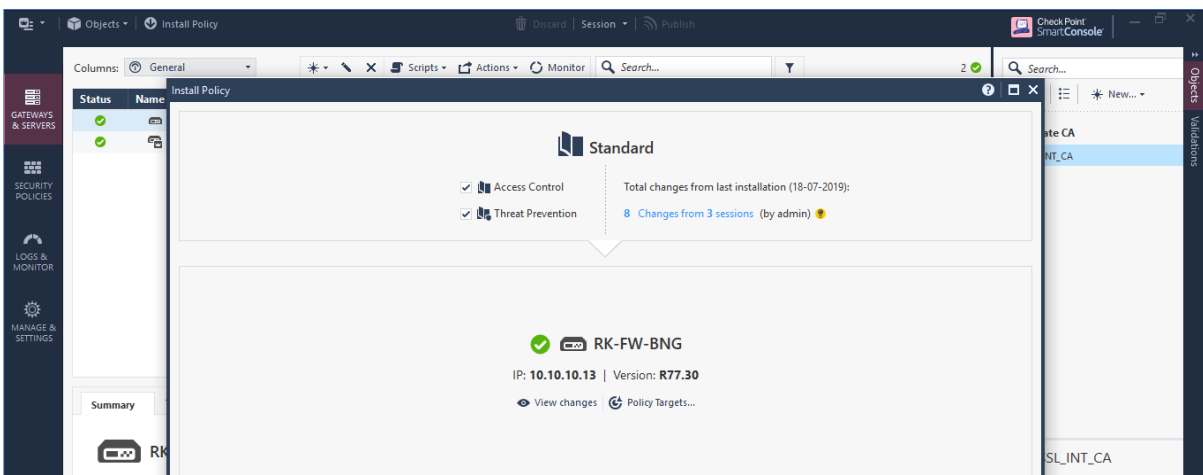 Objects
Install Policy
Discard
Session
Publish
Check Point
SmartConsole
Columns:
General
Scripts
Actions
Monitor
Search...
2
Search...
Objects
Validations
GATEWAYS
& SERVERS
SECURITY
POLICIES
LOGS &
MONITOR
MANAGE &
SETTINGS
Status
Name
Install Policy
New...
Standard
Access Control
Threat Prevention
Total changes from last installation (18-07-2019):
8 Changes from 3 sessions (by admin)
RK-FW-BNG
IP: 10.10.10.13 | Version: R77.30
View changes
Policy Targets...
Summary
RK
ate CA
NT_CA
SL_INT_CA